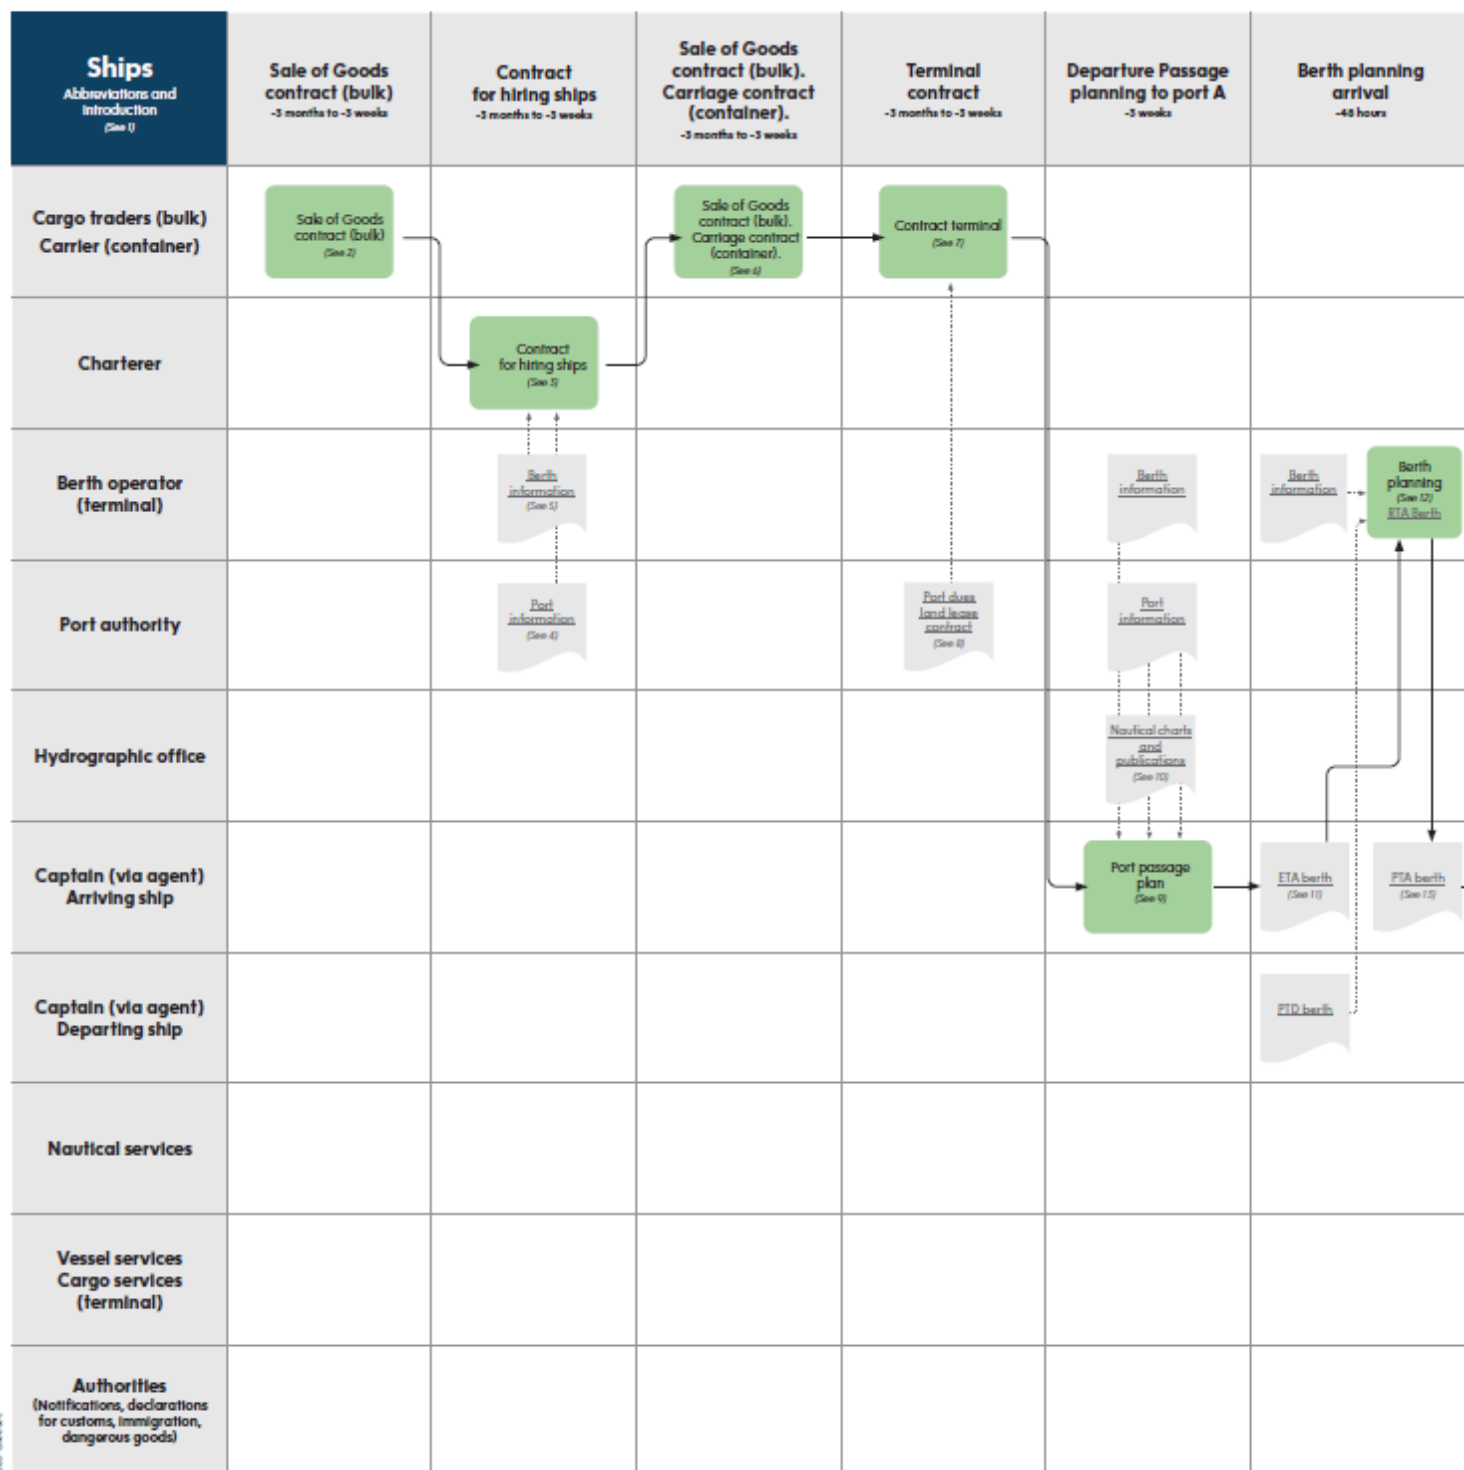 Ships
Abbreviations and
introduction
(See 1)
Sale of Goods
contract (bulk)
-3 months to -3 weeks
Contract
for hiring ships
-3 months to -3 weeks
Sale of Goods
contract (bulk).
Carriage contract
(container).
-3 months to -3 weeks
Terminal
contract
-3 months to -3 weeks
Departure Passage
planning to port A
-3 weeks
Berth planning
arrival
-48 hours
Cargo traders (bulk)
Carrier (container)
Sale of Goods
contract (bulk)
(See 2)
Sale of Goods
contract (bulk).
Carriage contract
(container).
(See 6)
Contract terminal
(See 7)
Charterer
Contract
for hiring ships
(See 3)
Berth operator
(terminal)
Berth
information
(See 5)
Berth
information
Berth
information
Berth
planning
(See 12)
RTA Berth
Port authority
Port
information
(See 4)
Port dues
land lease
contract
(See 8)
Port
information
Hydrographic office
Nautical charts
and
publications
(See 10)
Captain (via agent)
Arriving ship
Port passage
plan
(See 9)
ETA berth
(See 11)
PTA berth
(See 13)
Captain (via agent)
Departing ship
PTD berth
Nautical services
Vessel services
Cargo services
(terminal)
Authorities
(Notifications, declarations
for customs, immigration,
dangerous goods)